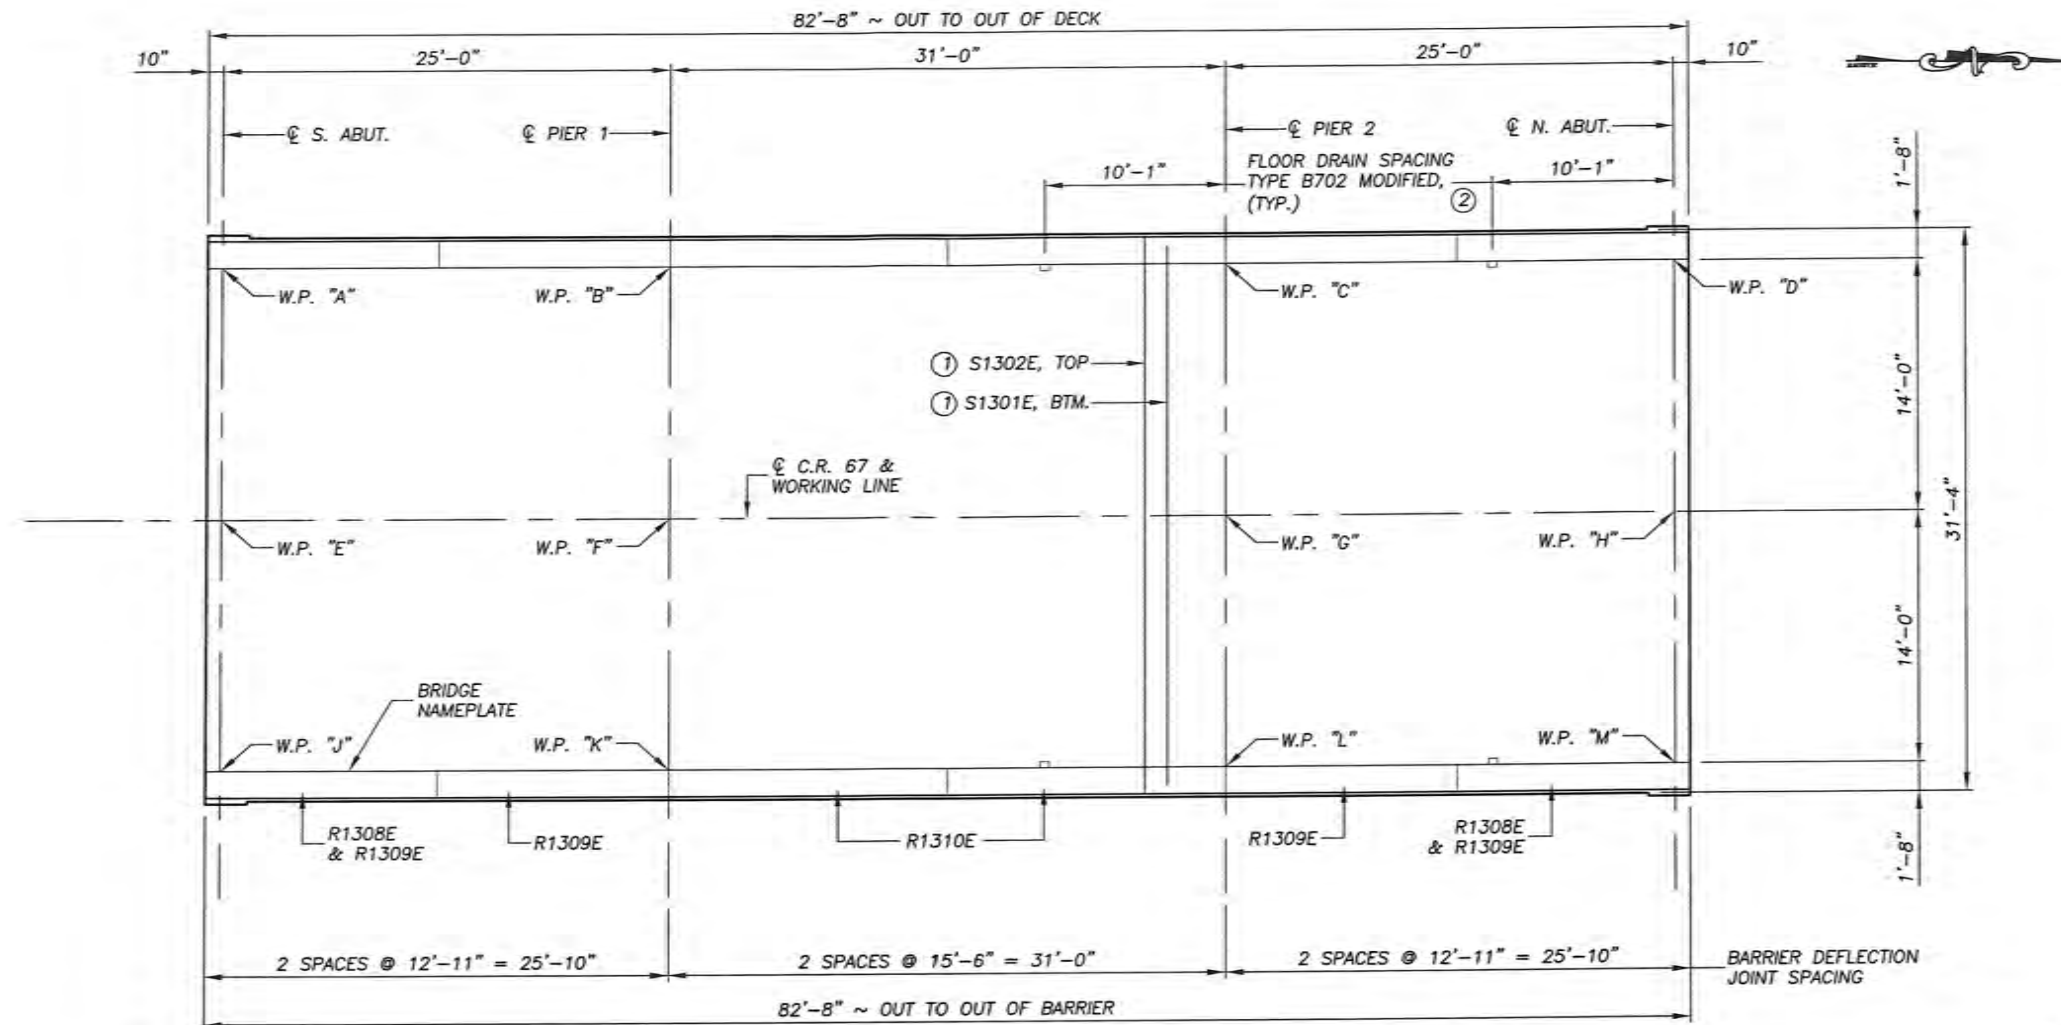 82'-8" ~ OUT TO OUT OF DECK
10" 25'-0" 31'-0" 25'-0" 10"
℄ S. ABUT. ℄ PIER 1 ℄ PIER 2 ℄ N. ABUT.
10'-1"
FLOOR DRAIN SPACING
TYPE B702 MODIFIED,
(TYP.) ②
10'-1"
1'-8"
W.P. "A" W.P. "B" W.P. "C" W.P. "D"
① S1302E, TOP
① S1301E, BTM.
14'-0"
℄ C.R. 67 &
WORKING LINE
31'-4"
W.P. "E" W.P. "F" W.P. "G" W.P. "H"
14'-0"
BRIDGE
NAMEPLATE
W.P. "J" W.P. "K" W.P. "L" W.P. "M"
R1308E
& R1309E
R1309E
R1310E
R1309E
R1308E
& R1309E
1'-8"
2 SPACES @ 12'-11" = 25'-10" 2 SPACES @ 15'-6" = 31'-0" 2 SPACES @ 12'-11" = 25'-10"
BARRIER DEFLECTION
JOINT SPACING
82'-8" ~ OUT TO OUT OF BARRIER